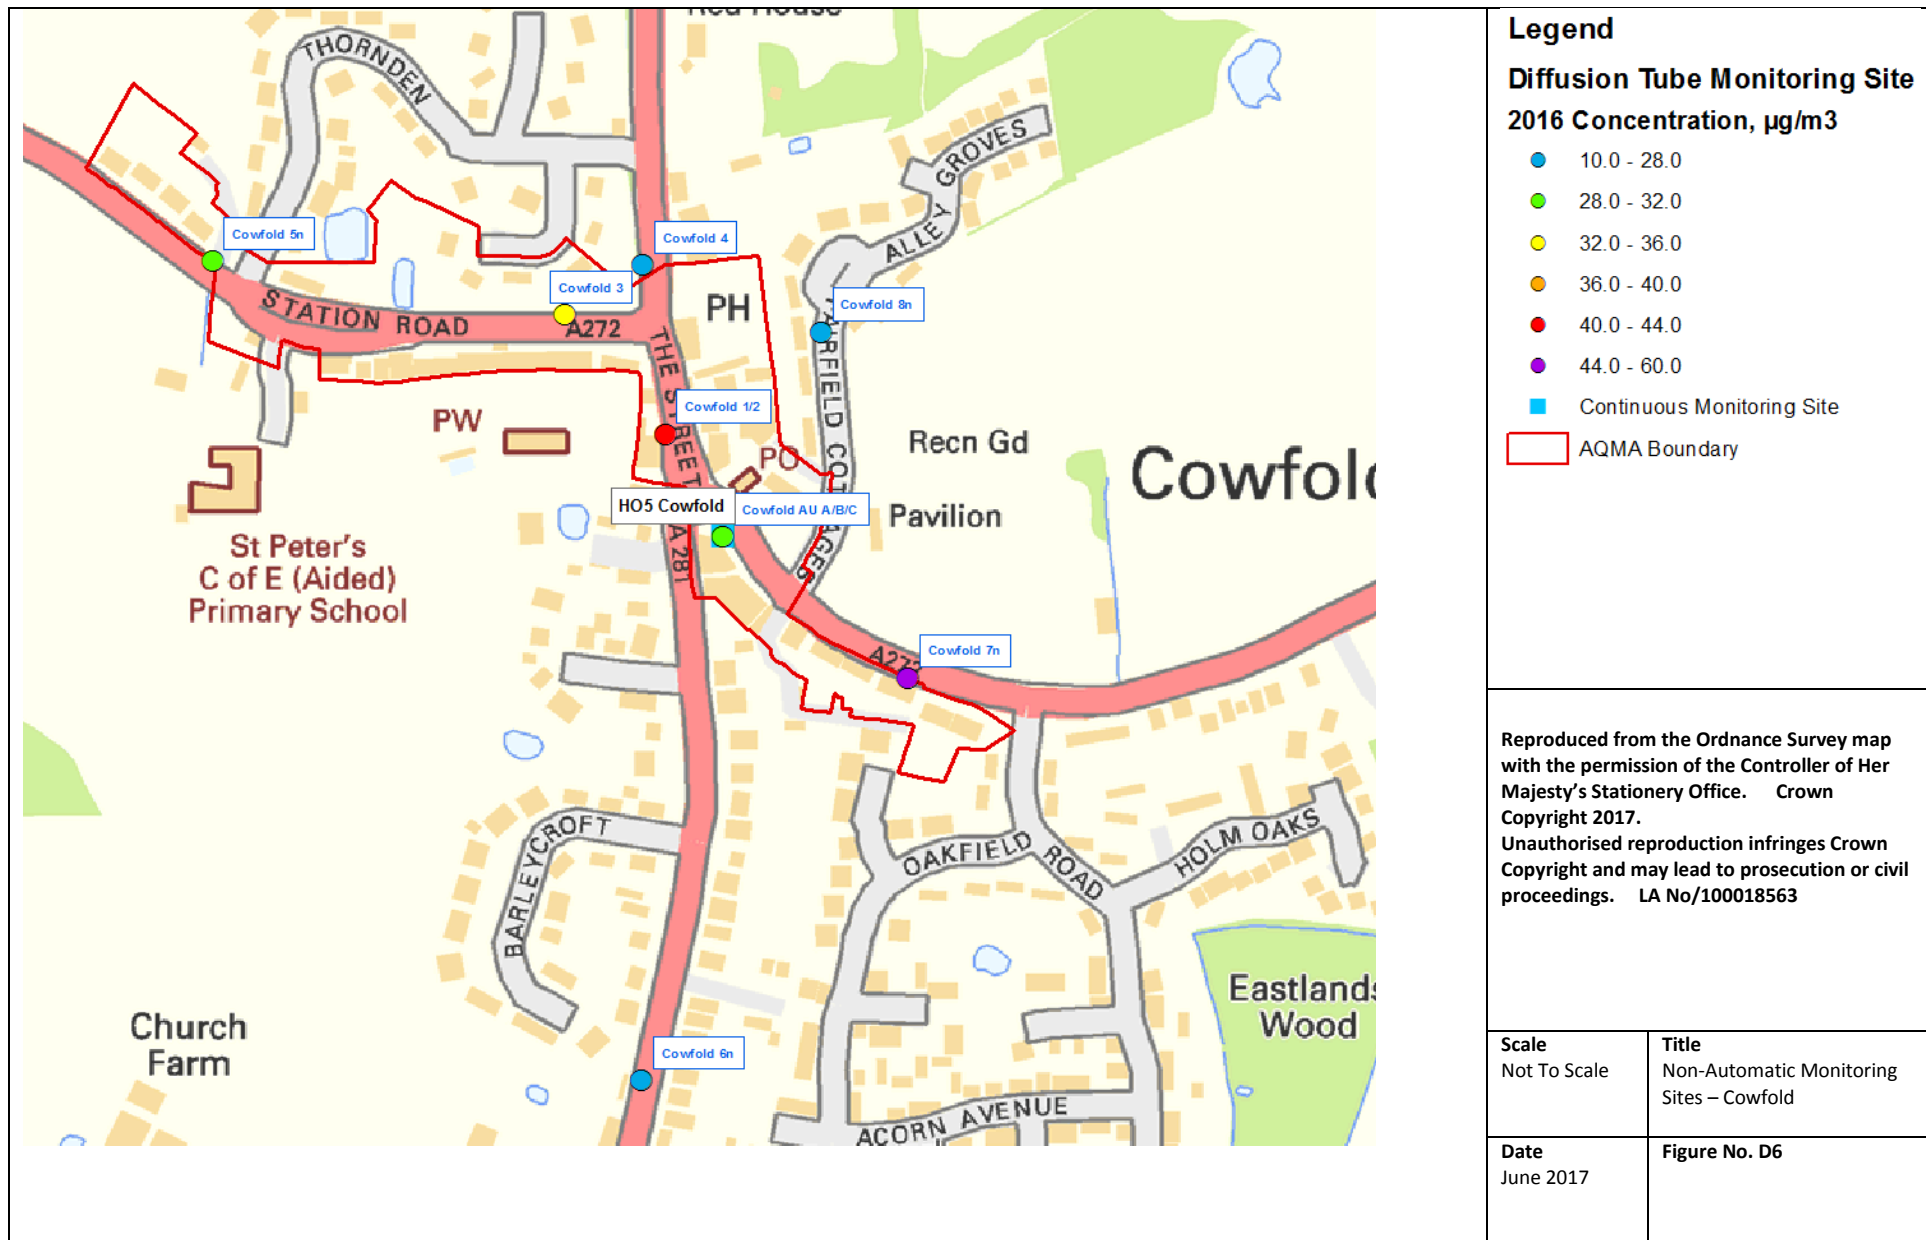 Red House
THORNDEN
GROVES
ALLEY
Cowfold 5n
Cowfold 4
Cowfold 3
Cowfold 8n
STATION ROAD
A272
PH
THE STREET
FAIRFIELD COTTAGES
Cowfold 1/2
PW
PO
Recn Gd
Cowfold
HO5 Cowfold
Cowfold AU A/B/C
Pavilion
A 281
St Peter's
C of E (Aided)
Primary School
A272
Cowfold 7n
BARLEYCROFT
OAKFIELD ROAD
HOLM OAKS
Eastlands
Wood
Church
Farm
Cowfold 6n
ACORN AVENUE
Legend
Diffusion Tube Monitoring Site
2016 Concentration, µg/m3
10.0 - 28.0
28.0 - 32.0
32.0 - 36.0
36.0 - 40.0
40.0 - 44.0
44.0 - 60.0
Continuous Monitoring Site
AQMA Boundary
Reproduced from the Ordnance Survey map
with the permission of the Controller of Her
Majesty's Stationery Office. Crown
Copyright 2017.
Unauthorised reproduction infringes Crown
Copyright and may lead to prosecution or civil
proceedings. LA No/100018563
Scale
Not To Scale
Title
Non-Automatic Monitoring
Sites – Cowfold
Date
June 2017
Figure No. D6